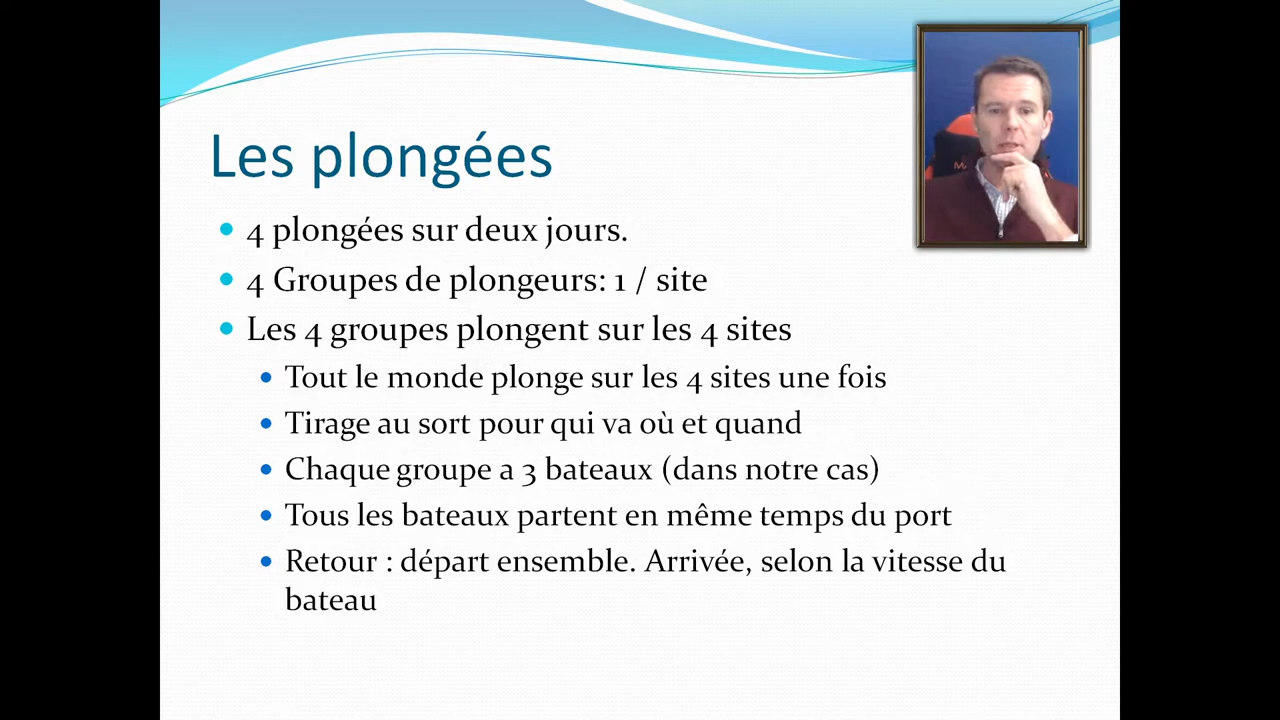 Les plongées
4 plongées sur deux jours.
4 Groupes de plongeurs: 1 / site
Les 4 groupes plongent sur les 4 sites
Tout le monde plonge sur les 4 sites une fois
Tirage au sort pour qui va où et quand
Chaque groupe a 3 bateaux (dans notre cas)
Tous les bateaux partent en même temps du port
Retour : départ ensemble. Arrivée, selon la vitesse du
bateau